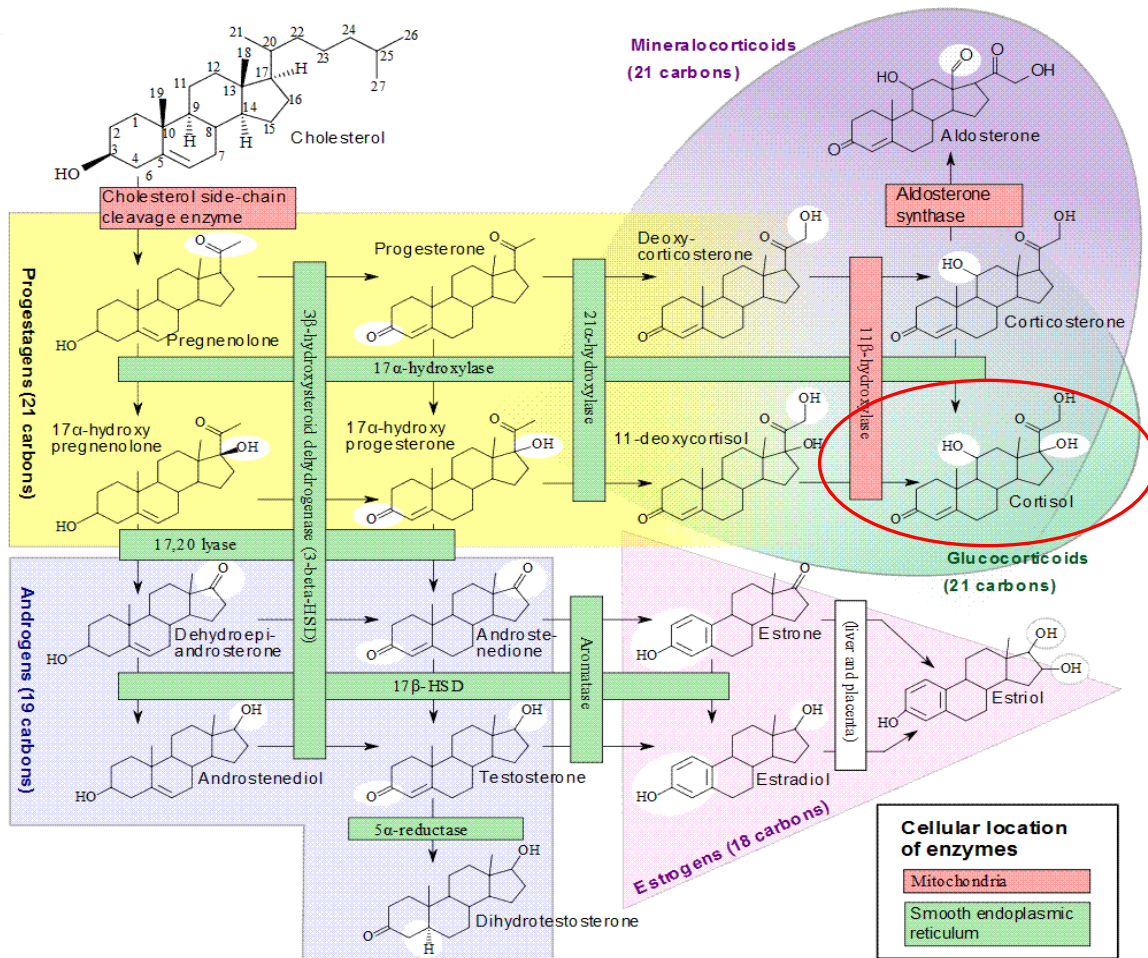 21
22
24
26
20
18
23
25
12
17
H
27
11
13
16
19
9
14
1
15
2
10
8
H
H
3
5
7
HO
4
6
Cholesterol
Cholesterol side-chain
cleavage enzyme
Mineralocorticoids
(21 carbons)
O
O
OH
HO
Aldosterone
O
Aldosterone
synthase
Progestagens (21 carbons)
O
HO
Pregnenolone
Progesterone
O
O
Deoxy-
corticosterone
OH
O
O
OH
O
HO
O
Corticosterone
3β-hydroxysteroid dehydrogenase (3-beta-HSD)
21α-hydroxylase
11β-hydroxylase
17α-hydroxylase
17α-hydroxy
pregnenolone
O
OH
HO
17α-hydroxy
progesterone
O
OH
O
11-deoxycortisol
OH
O
OH
O
OH
O
HO
OH
O
Cortisol
Glucocorticoids
(21 carbons)
17,20 lyase
Androgens (19 carbons)
O
HO
Dehydroepi-
androsterone
O
O
Androste-
nedione
Aromatase
O
HO
Estrone
(liver and placenta)
OH
OH
HO
Estriol
17β-HSD
OH
HO
Androstenediol
OH
O
Testosterone
OH
HO
Estradiol
Estrogens (18 carbons)
5α-reductase
OH
O
H
Dihydrotestosterone
Cellular location
of enzymes
Mitochondria
Smooth endoplasmic
reticulum